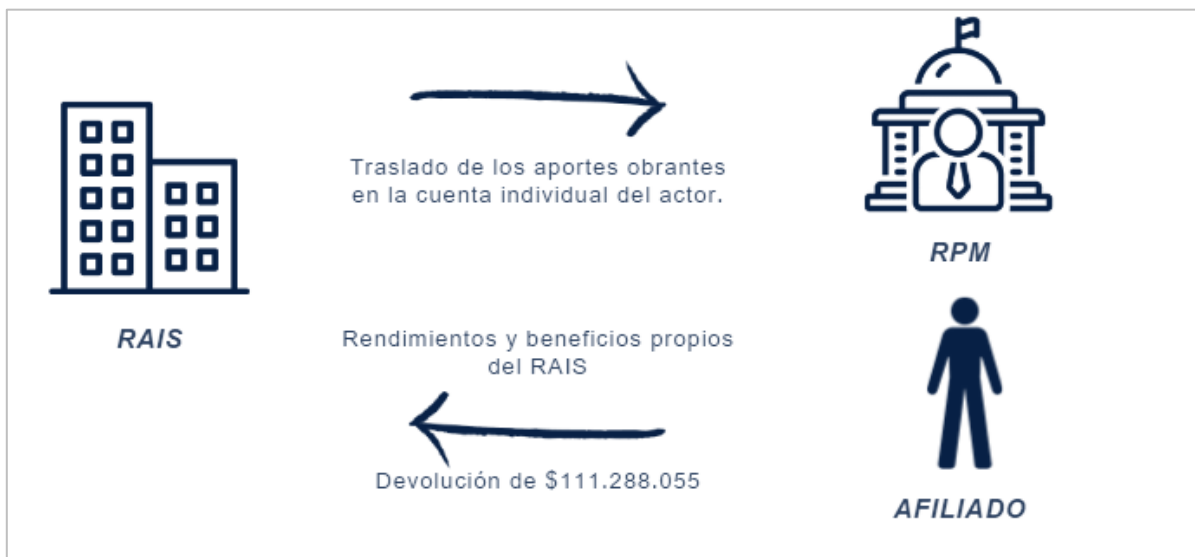 Traslado de los aportes obrantes
en la cuenta individual del actor.
RPM
RAIS
Rendimientos y beneficios propios
del RAIS
Devolución de $111.288.055
AFILIADO